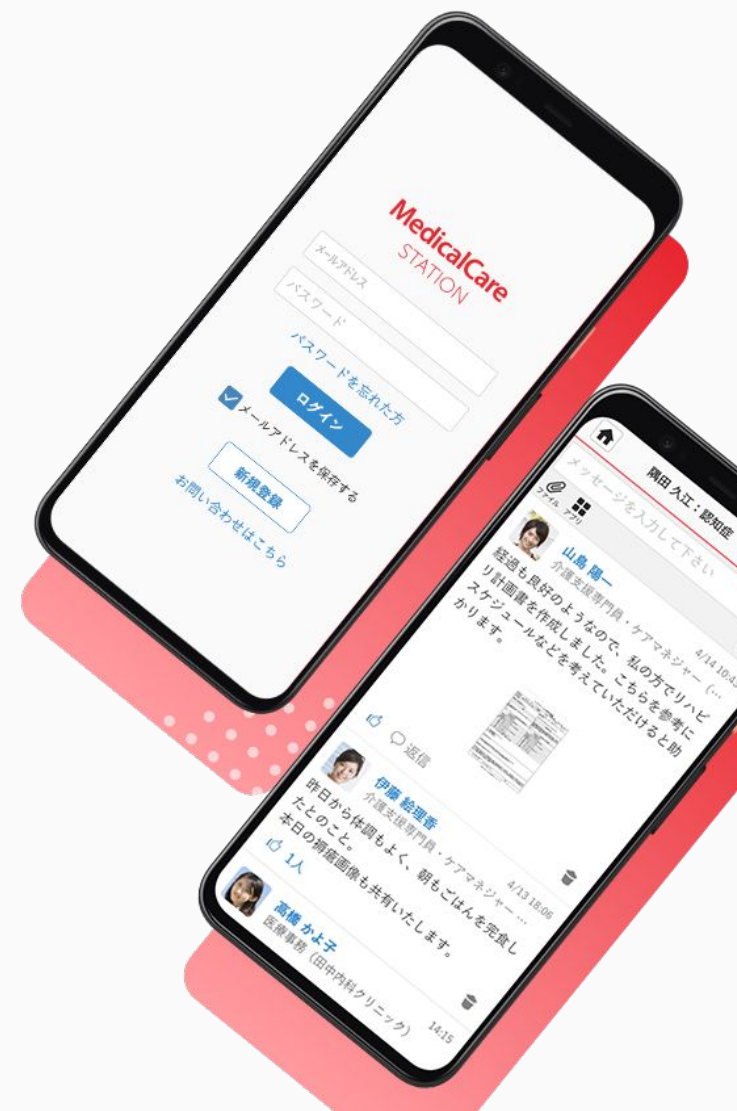 MedicalCare
STATION
メールアドレス
パスワード
パスワードを忘れた方
ログイン
メールアドレスを保存する
新規登録
お問い合わせはこちら
隅田 久江：認知症
メッセージを入力して下さい
ファイル アプリ
山島 陽一
介護支援専門員・ケアマネジャー（…
4/14 10:43
経過も良好のようなので、私の方でリハビ
リ計画書を作成しました。こちらを参考に
スケジュールなどを考えていただけると助
かります。
返信
伊藤 絵理香
介護支援専門員・ケアマネジャー …
4/13 18:06
昨日から体調もよく、朝もごはんを完食し
たとのこと。
本日の褥瘡画像も共有いたします。
1人
高橋 かよ子
医療事務（田中内科クリニック）
14:15